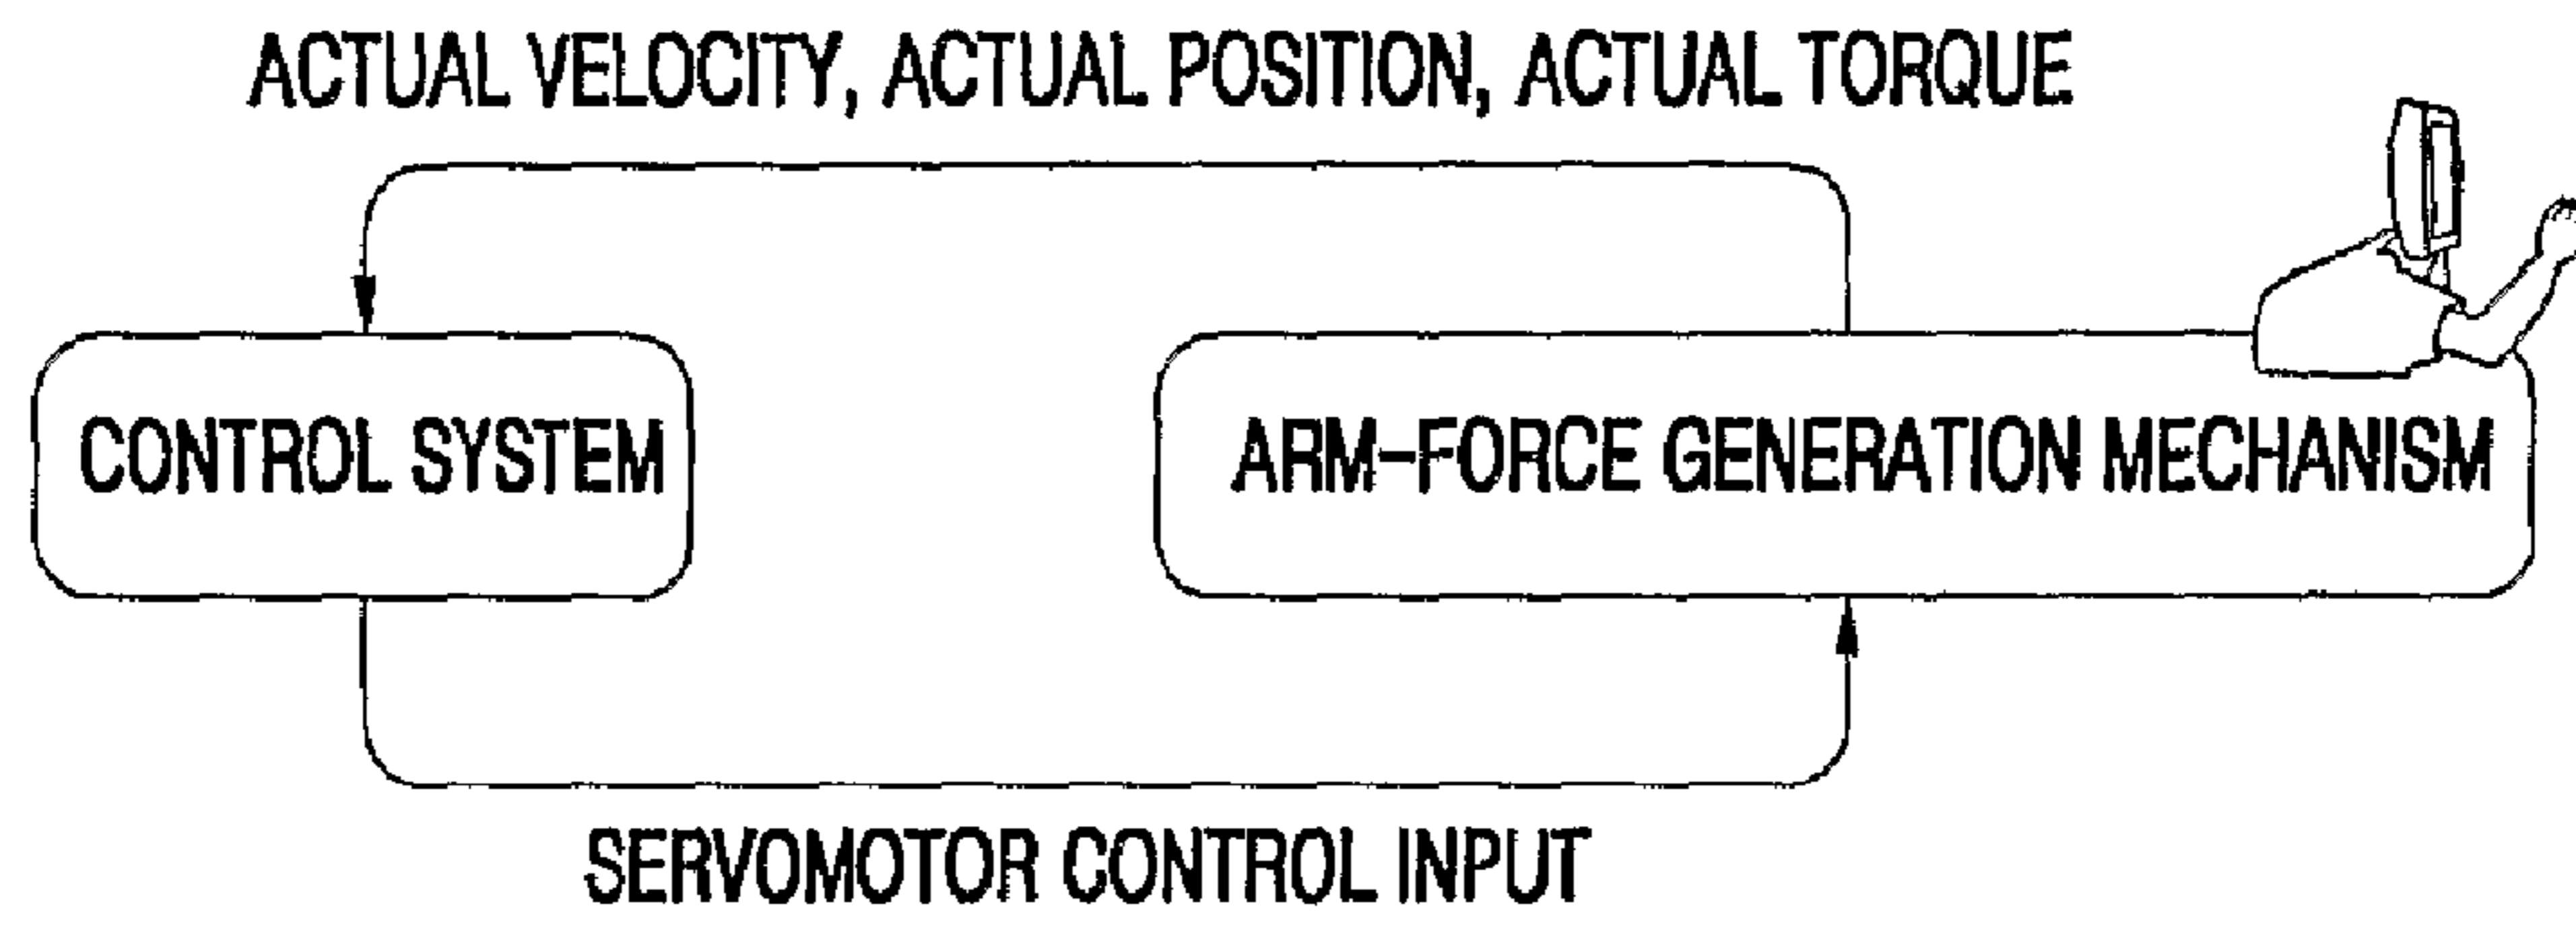 ACTUAL VELOCITY, ACTUAL POSITION, ACTUAL TORQUE
CONTROL SYSTEM
ARM-FORCE GENERATION MECHANISM
SERVOMOTOR CONTROL INPUT